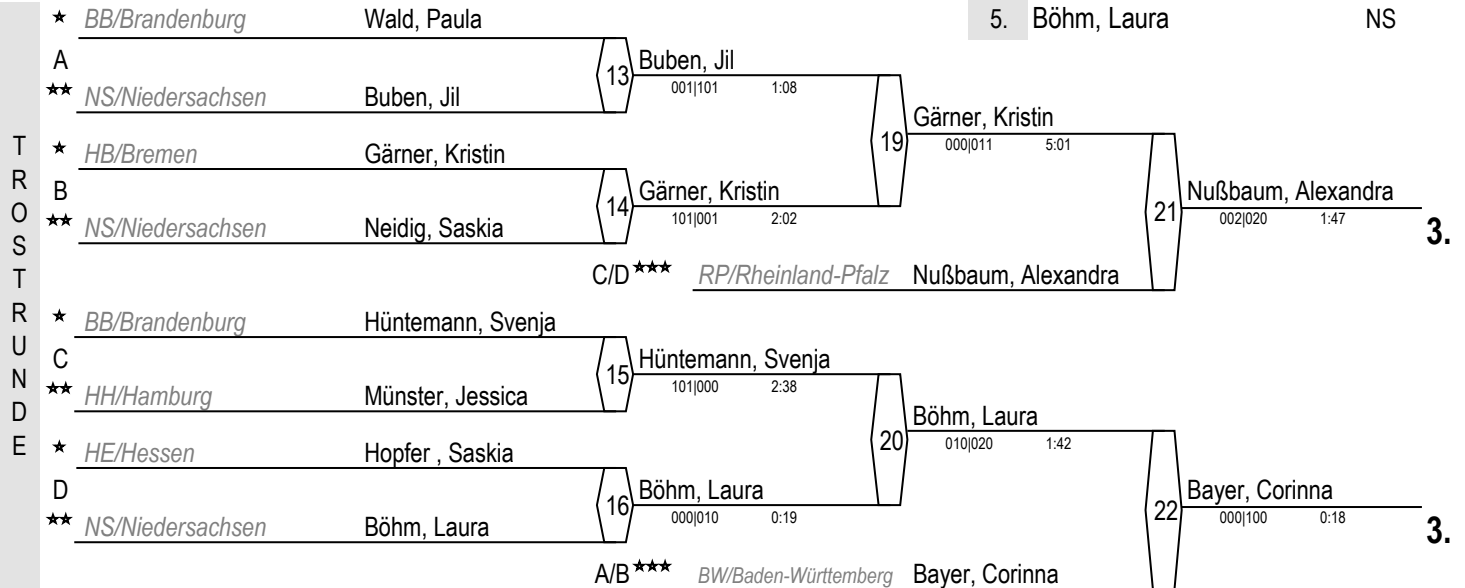 ★ BB/Brandenburg Wald, Paula 5. Böhm, Laura NS
A 13 Buben, Jil
001|101 1:08
★★ NS/Niedersachsen Buben, Jil
19 Gärner, Kristin
000|011 5:01
★ HB/Bremen Gärner, Kristin
B 14 Gärner, Kristin
101|001 2:02
21 Nußbaum, Alexandra
002|020 1:47
★★ NS/Niedersachsen Neidig, Saskia
3.
C/D ★★★ RP/Rheinland-Pfalz Nußbaum, Alexandra
★ BB/Brandenburg Hüntemann, Svenja
C 15 Hüntemann, Svenja
101|000 2:38
★★ HH/Hamburg Münster, Jessica
20 Böhm, Laura
010|020 1:42
★ HE/Hessen Hopfer , Saskia
D 16 Böhm, Laura
000|010 0:19
22 Bayer, Corinna
000|100 0:18
★★ NS/Niedersachsen Böhm, Laura
3.
A/B ★★★ BW/Baden-Württemberg Bayer, Corinna
TROSTRUNDE